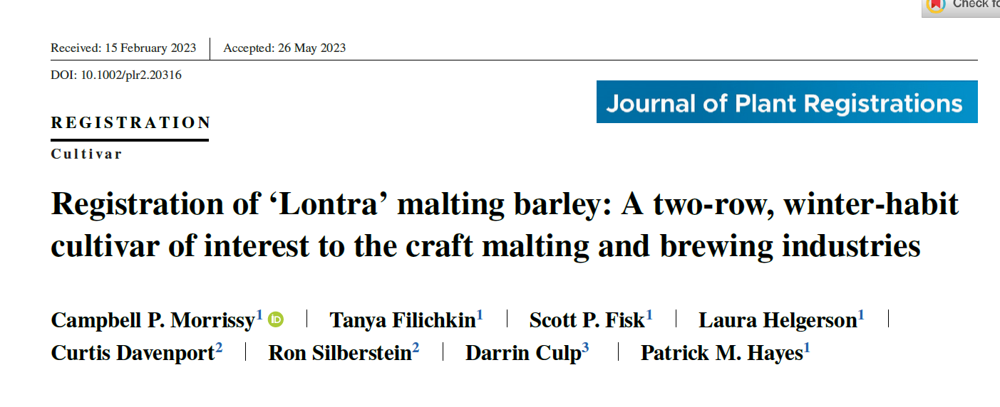 Check
Received: 15 February 2023 Accepted: 26 May 2023
DOI: 10.1002/plr2.20316
Journal of Plant Registrations
REGISTRATION
Cultivar
Registration of ‘Lontra’ malting barley: A two-row, winter-habit
cultivar of interest to the craft malting and brewing industries
Campbell P. Morrissy1 iD | Tanya Filichkin1 | Scott P. Fisk1 | Laura Helgerson1 |
Curtis Davenport2 | Ron Silberstein2 | Darrin Culp3 | Patrick M. Hayes1